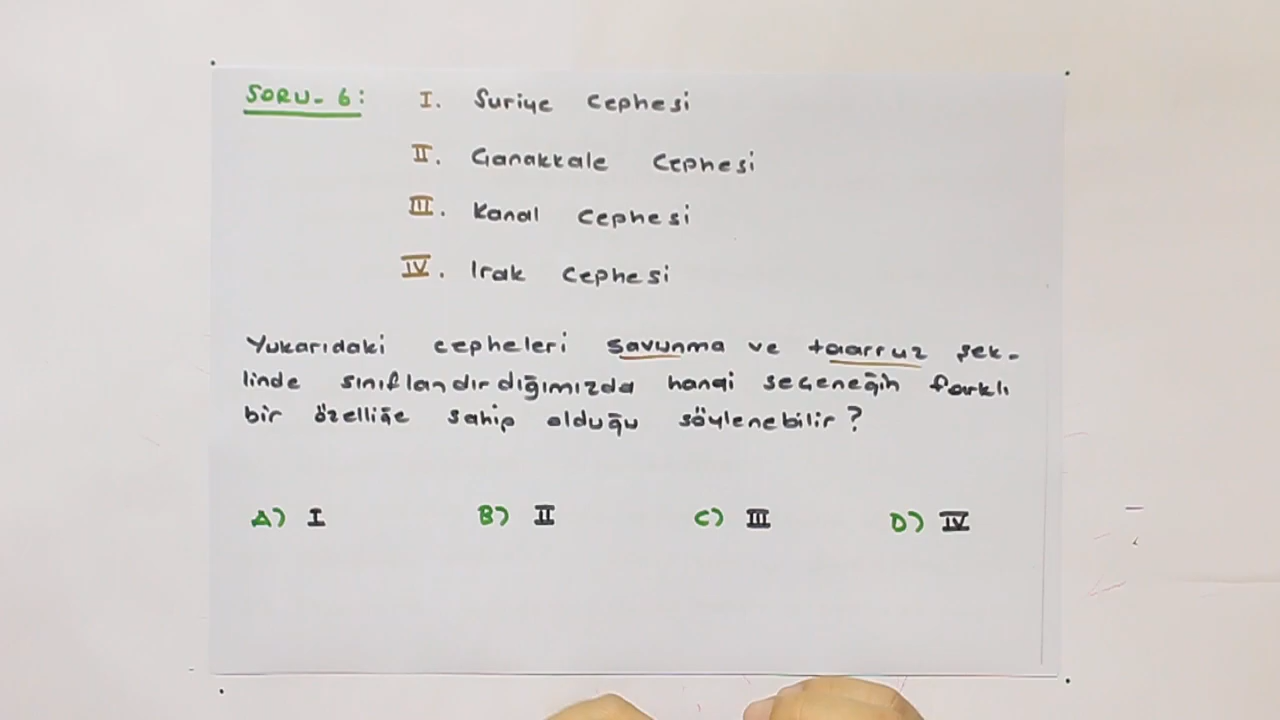 SORU-6: I. Suriye Cephesi
II. Çanakkale Cephesi
III. Kanal Cephesi
IV. Irak Cephesi
Yukarıdaki cepheleri savunma ve taarruz şek-
linde sınıflandırdığımızda hangi seçeneğin farklı
bir özelliğe sahip olduğu söylenebilir?
A) I B) II C) III D) IV